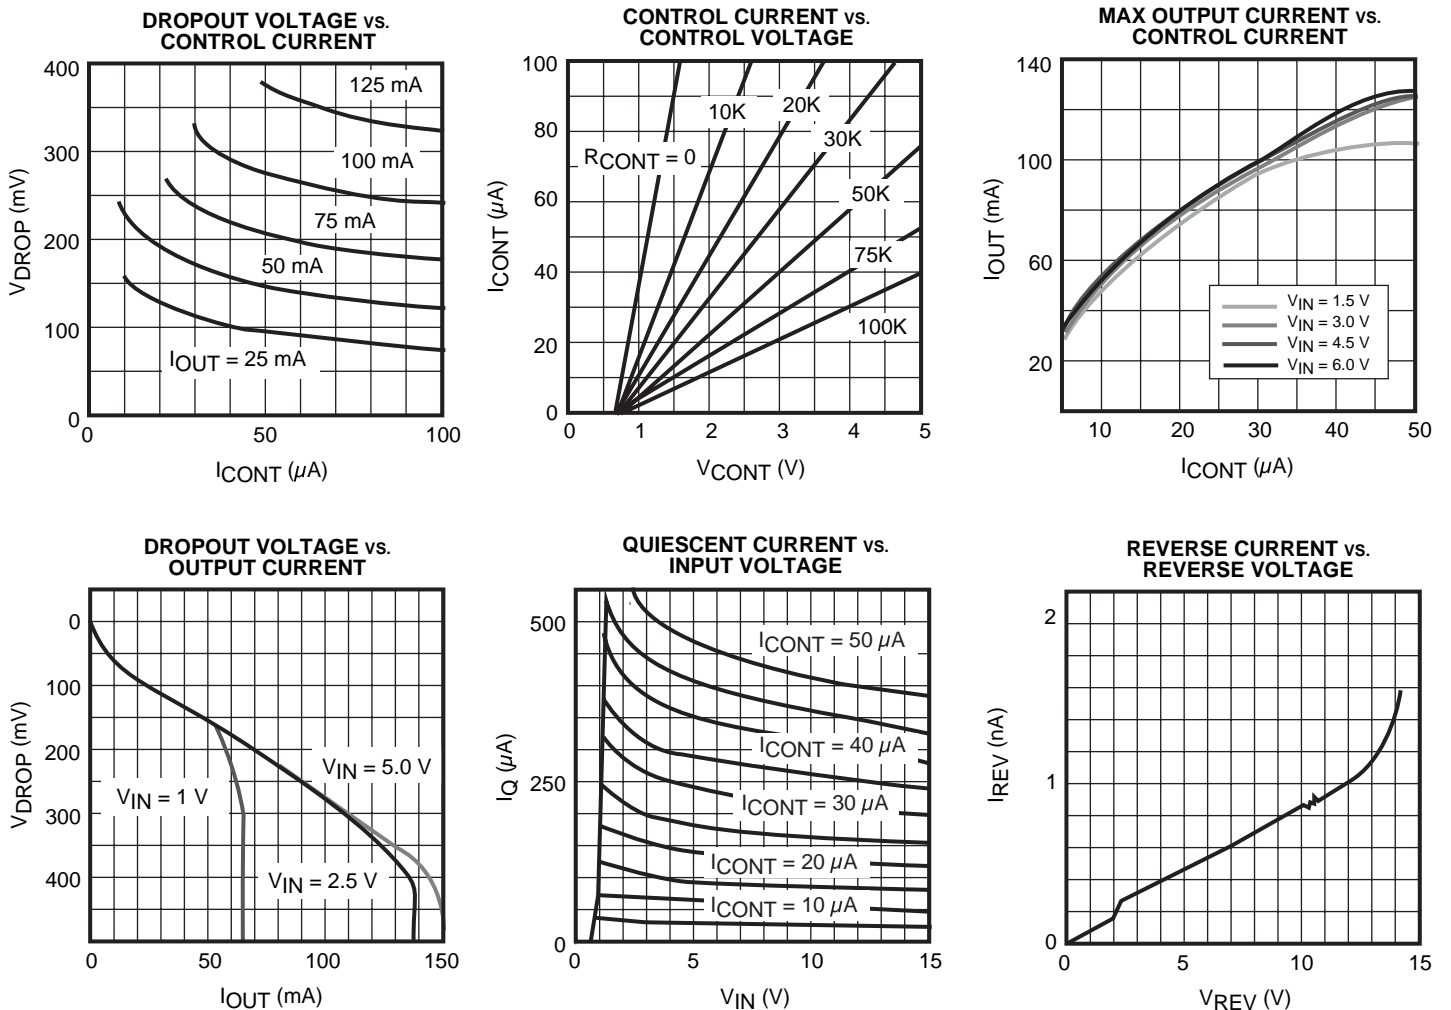 DROPOUT VOLTAGE VS.
CONTROL CURRENT
400
300
200
100
0
VDROP (mV)
125 mA
100 mA
75 mA
50 mA
IOUT = 25 mA
0
50
100
ICONT (µA)
CONTROL CURRENT VS.
CONTROL VOLTAGE
100
80
60
40
20
0
ICONT (µA)
RCONT = 0
10K
20K
30K
50K
75K
100K
0
1
2
3
4
5
VCONT (V)
MAX OUTPUT CURRENT VS.
CONTROL CURRENT
140
100
60
20
IOUT (mA)
VIN = 1.5 V
VIN = 3.0 V
VIN = 4.5 V
VIN = 6.0 V
10
20
30
40
50
ICONT (µA)
DROPOUT VOLTAGE VS.
OUTPUT CURRENT
0
100
200
300
400
VDROP (mV)
VIN = 5.0 V
VIN = 1 V
VIN = 2.5 V
0
50
100
150
IOUT (mA)
QUIESCENT CURRENT VS.
INPUT VOLTAGE
500
250
0
IQ (µA)
ICONT = 50 µA
ICONT = 40 µA
ICONT = 30 µA
ICONT = 20 µA
ICONT = 10 µA
0
5
10
15
VIN (V)
REVERSE CURRENT VS.
REVERSE VOLTAGE
2
1
0
IREV (nA)
0
5
10
15
VREV (V)